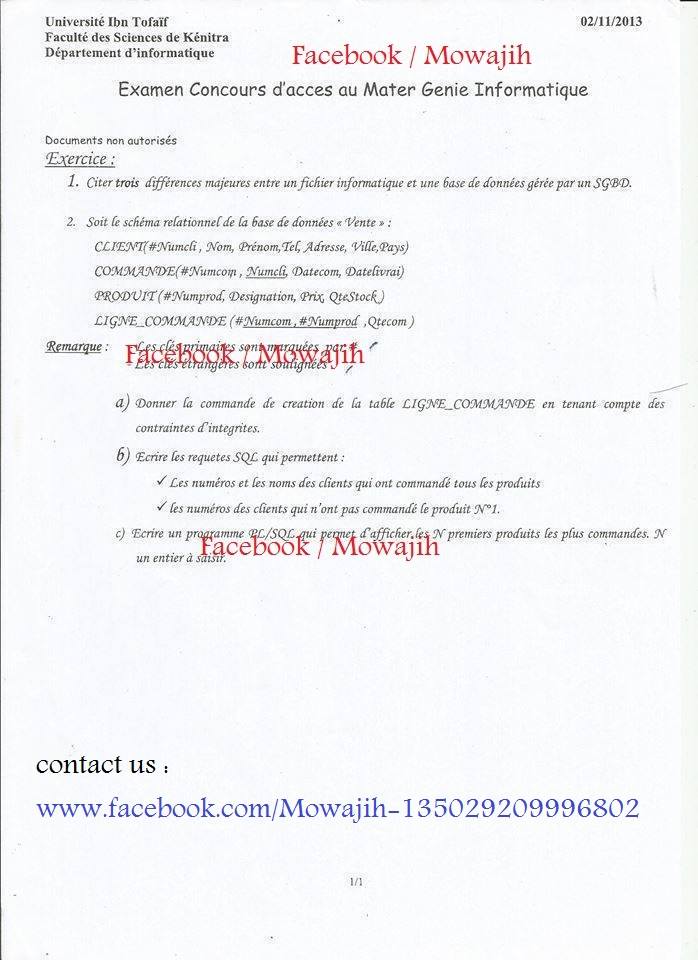 Université Ibn Tofaïf
02/11/2013
Faculté des Sciences de Kénitra
Département d'informatique
Facebook / Mowajih
Examen Concours d'acces au Mater Genie Informatique
Documents non autorisés
Exercice :
1. Citer trois différences majeures entre un fichier informatique et une base de données gérée par un SGBD.
2. Soit le schéma relationnel de la base de données « Vente » :
CLIENT(#Numcli , Nom, Prénom,Tel, Adresse, Ville,Pays)
COMMANDE(#Numcom , Numcli, Datecom, Datelivrai)
PRODUIT (#Numprod, Designation, Prix, QteStock )
LIGNE_COMMANDE (#Numcom ,#Numprod ,Qtecom )
Remarque : - Les clés primaires sont marquées par #
Facebook / Mowajih
- Les clés étrangères sont soulignées
a) Donner la commande de creation de la table LIGNE_COMMANDE en tenant compte des
contraintes d'integrites.
b) Ecrire les requetes SQL qui permettent :
✓ Les numéros et les noms des clients qui ont commandé tous les produits
✓ les numéros des clients qui n'ont pas commandé le produit N°1.
c) Ecrire un programme PL/SQL qui permet d'afficher les N premiers produits les plus commandes. N
Facebook / Mowajih
un entier à saisir.
contact us :
www.facebook.com/Mowajih-135029209996802
1/1